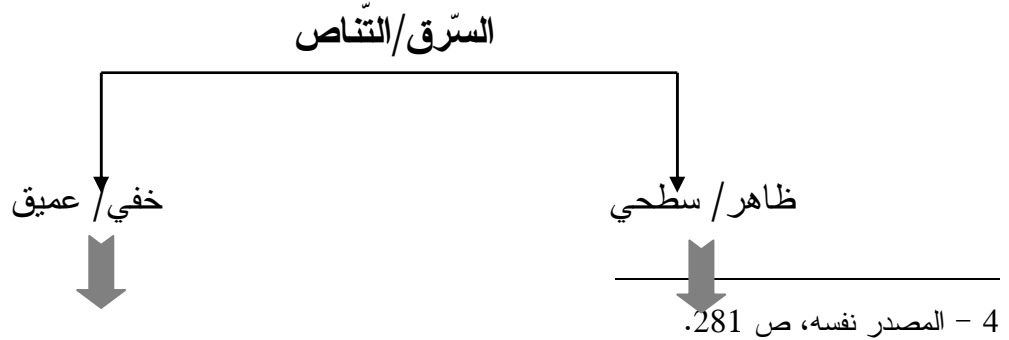 السّرق/التّناص
ظاهر/ سطحي
خفي/ عميق
4 – المصدر نفسه، ص 281.